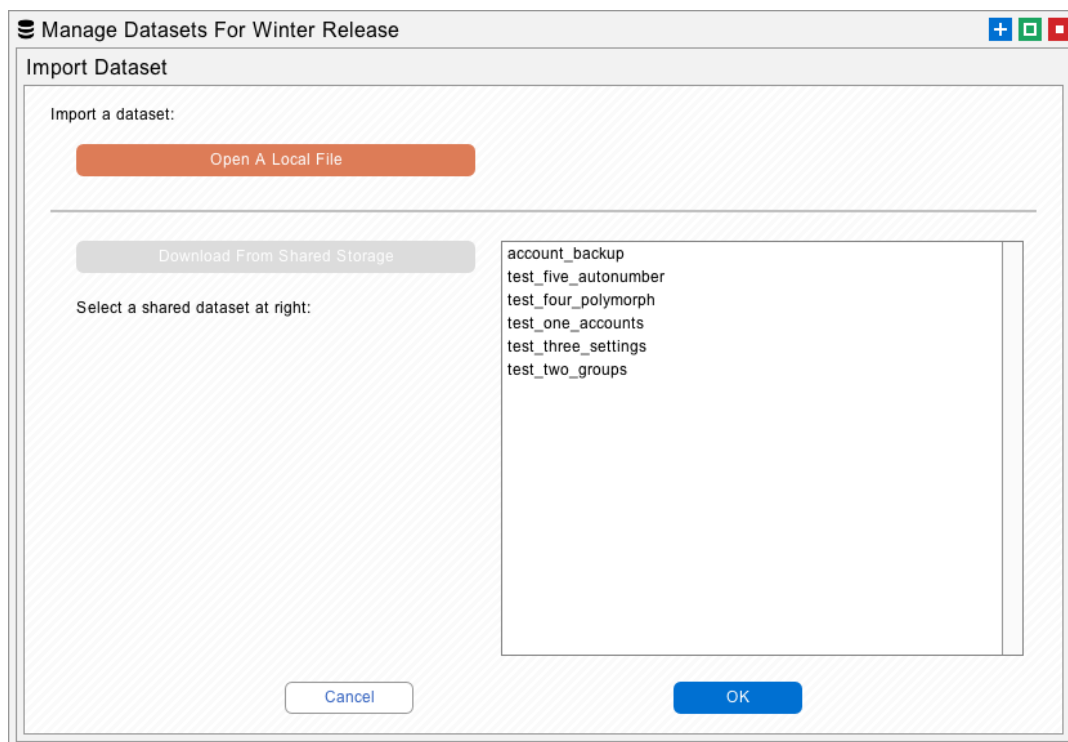 Manage Datasets For Winter Release
Import Dataset
Import a dataset:
Open A Local File
Download From Shared Storage
Select a shared dataset at right:
account_backup
test_five_autonumber
test_four_polymorph
test_one_accounts
test_three_settings
test_two_groups
Cancel
OK